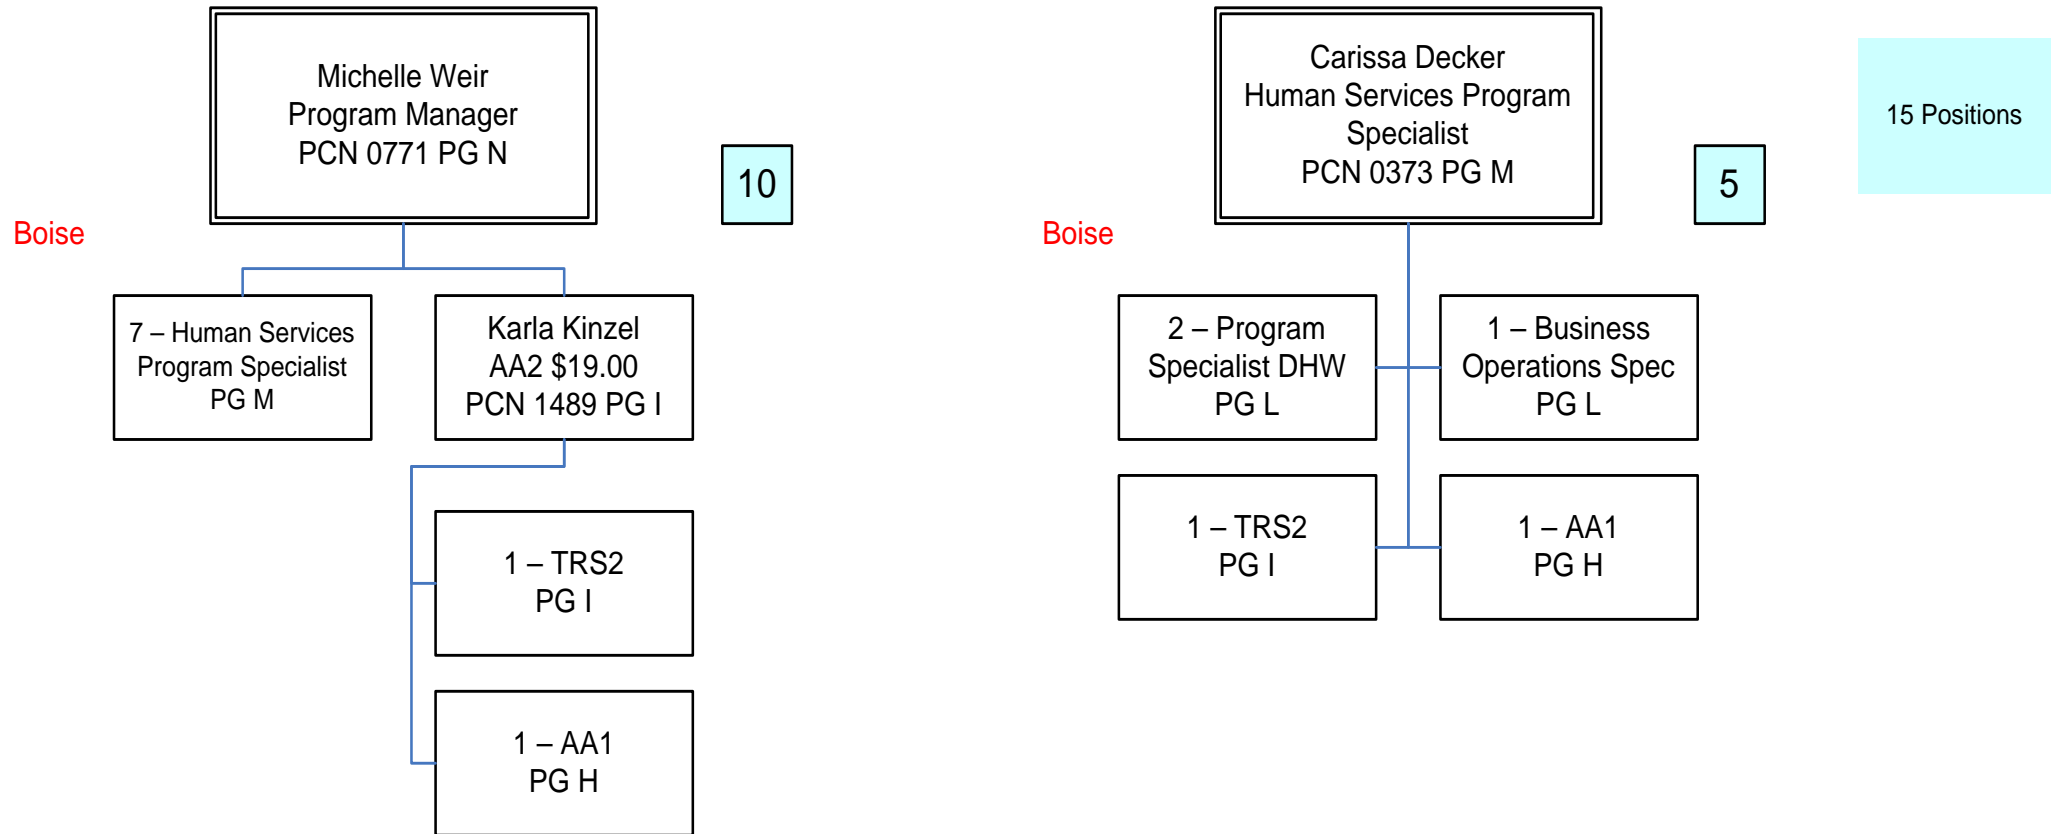 Michelle Weir
Program Manager
PCN 0771 PG N
10
Boise
7 – Human Services
Program Specialist
PG M
Karla Kinzel
AA2 $19.00
PCN 1489 PG I
1 – TRS2
PG I
1 – AA1
PG H
Carissa Decker
Human Services Program
Specialist
PCN 0373 PG M
5
15 Positions
Boise
2 – Program
Specialist DHW
PG L
1 – Business
Operations Spec
PG L
1 – TRS2
PG I
1 – AA1
PG H